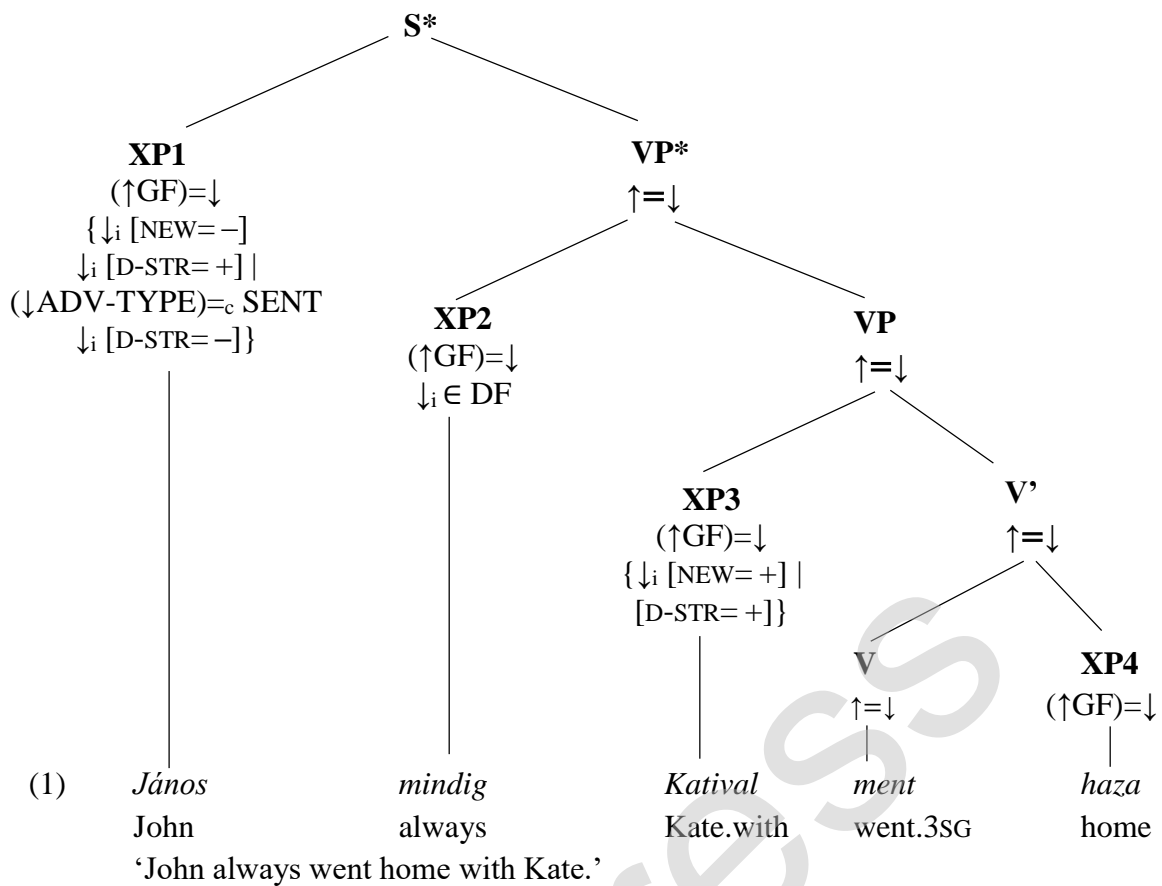 S*
XP1
(↑GF)=↓
{↓i [NEW= –]
↓i [D-STR= +] |
(↓ADV-TYPE)=c SENT
↓i [D-STR= –]}
VP*
↑=↓
XP2
(↑GF)=↓
↓i ∈ DF
VP
↑=↓
XP3
(↑GF)=↓
{↓i [NEW= +] |
[D-STR= +]}
V’
↑=↓
V
↑=↓
XP4
(↑GF)=↓
(1) János mindig Katival ment haza
John always Kate.with went.3SG home
‘John always went home with Kate.’
ess